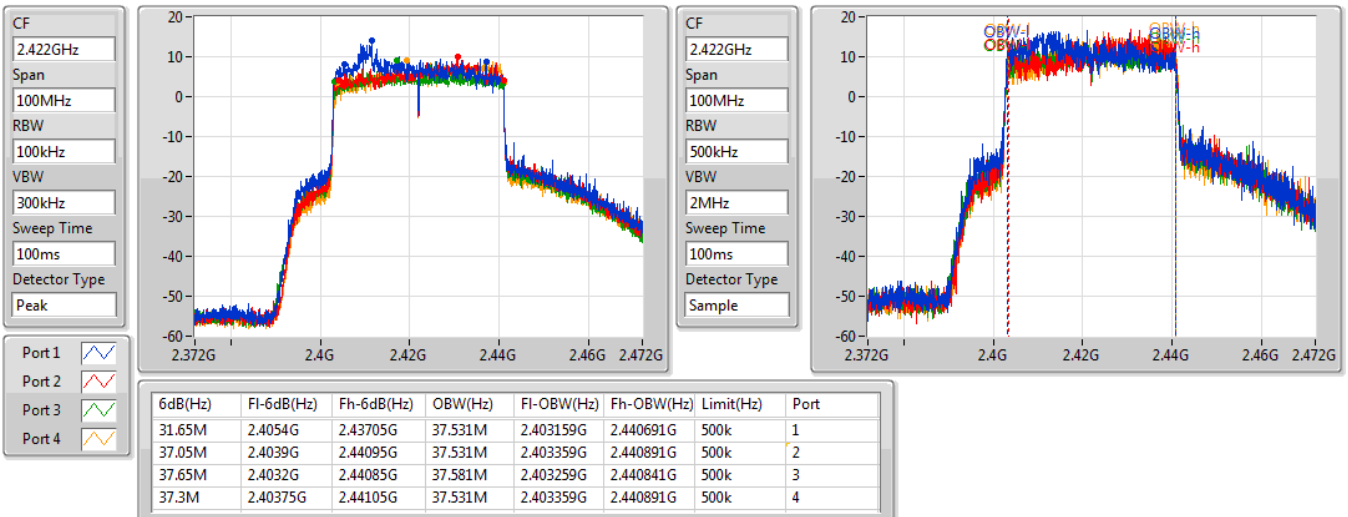 CF
2.422GHz
Span
100MHz
RBW
100kHz
VBW
300kHz
Sweep Time
100ms
Detector Type
Peak
20
10
0
-10
-20
-30
-40
-50
-60
2.372G 2.4G 2.42G 2.44G 2.46G 2.472G
CF
2.422GHz
Span
100MHz
RBW
500kHz
VBW
2MHz
Sweep Time
100ms
Detector Type
Sample
20
10
0
-10
-20
-30
-40
-50
-60
OBW-l OBW-h
2.372G 2.4G 2.42G 2.44G 2.46G 2.472G
Port 1
Port 2
Port 3
Port 4
6dB(Hz) Fl-6dB(Hz) Fh-6dB(Hz) OBW(Hz) Fl-OBW(Hz) Fh-OBW(Hz) Limit(Hz) Port
31.65M 2.4054G 2.43705G 37.531M 2.403159G 2.440691G 500k 1
37.05M 2.4039G 2.44095G 37.531M 2.403359G 2.440891G 500k 2
37.65M 2.4032G 2.44085G 37.581M 2.403259G 2.440841G 500k 3
37.3M 2.40375G 2.44105G 37.531M 2.403359G 2.440891G 500k 4